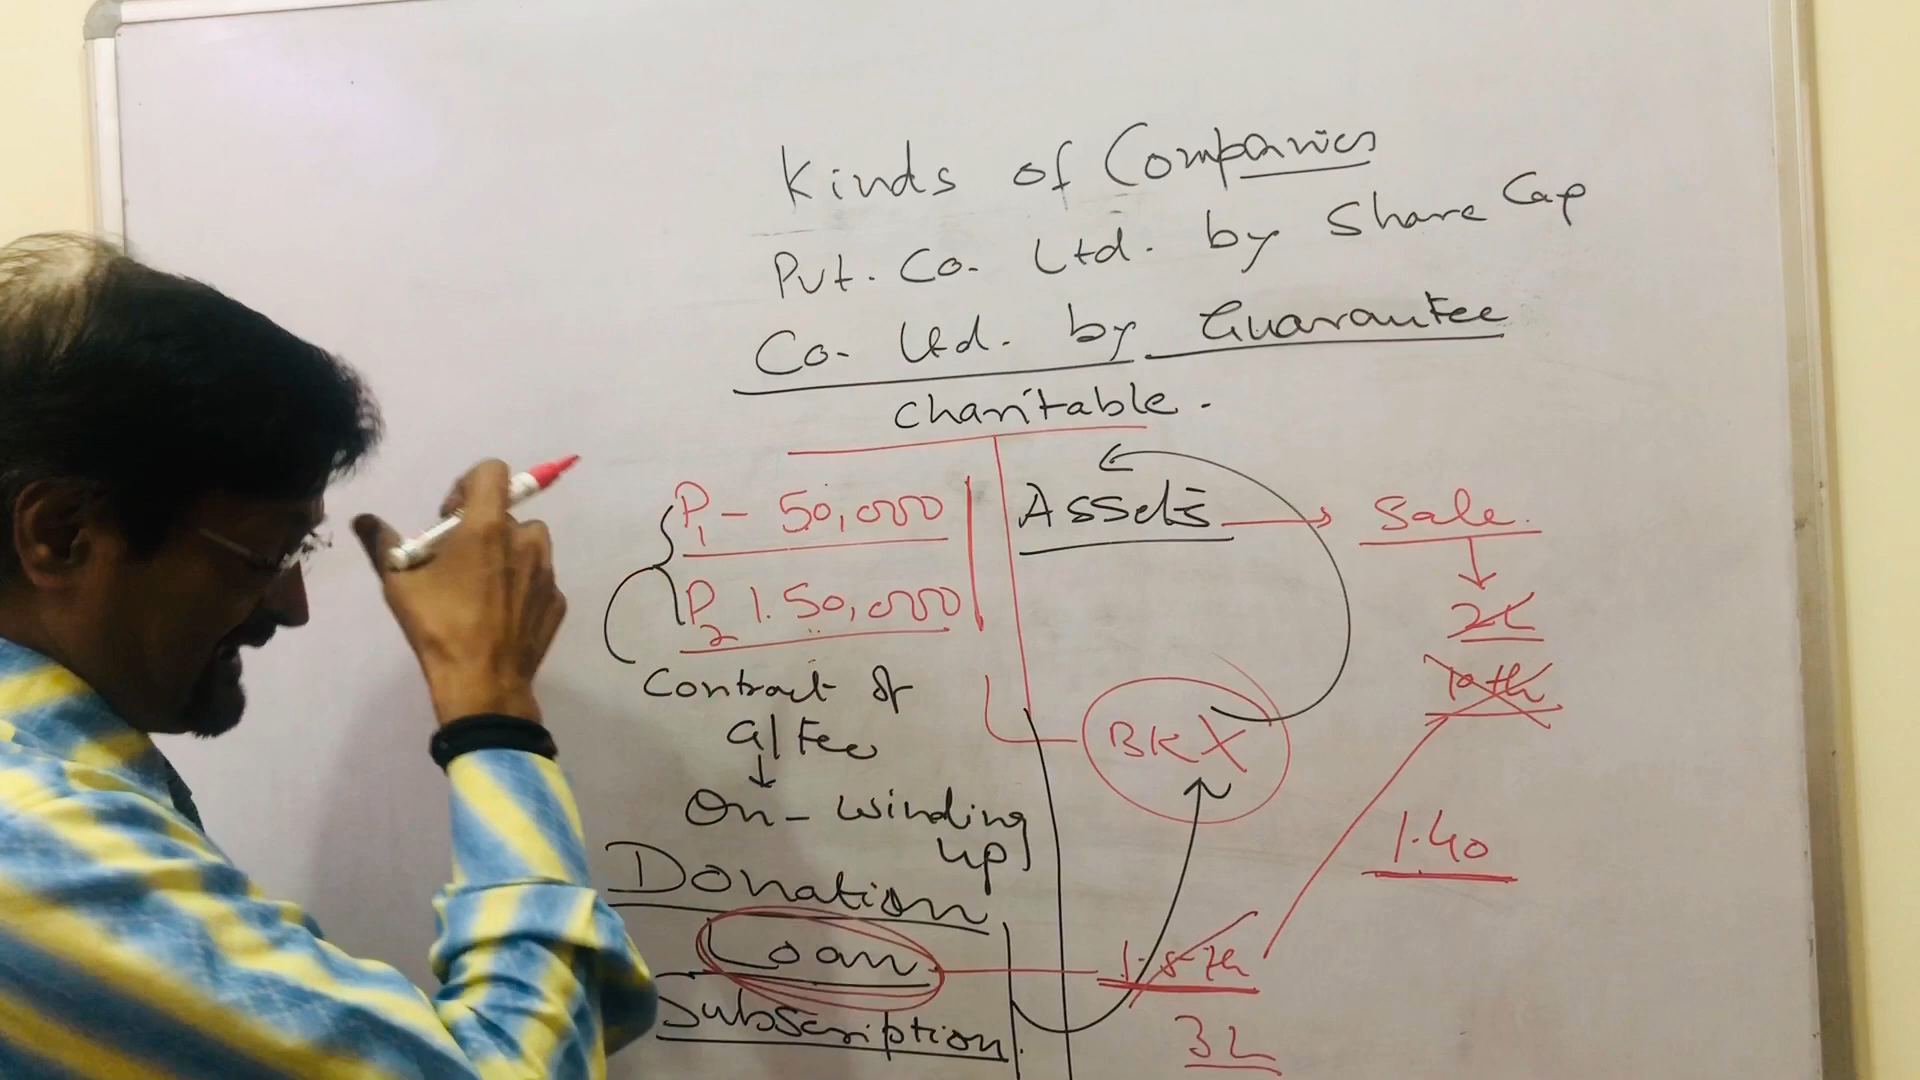 Kinds of Companies
Pvt. Co. Ltd. by Share Cap
Co. Ltd. by Guarantee
Charitable.
P1 - 50,000
P2 1.50,000
Contract of
G/Fee
On - winding
up
Donation
Loan
Subscription
Assets
Sale.
2L
BKX
1.40
3L